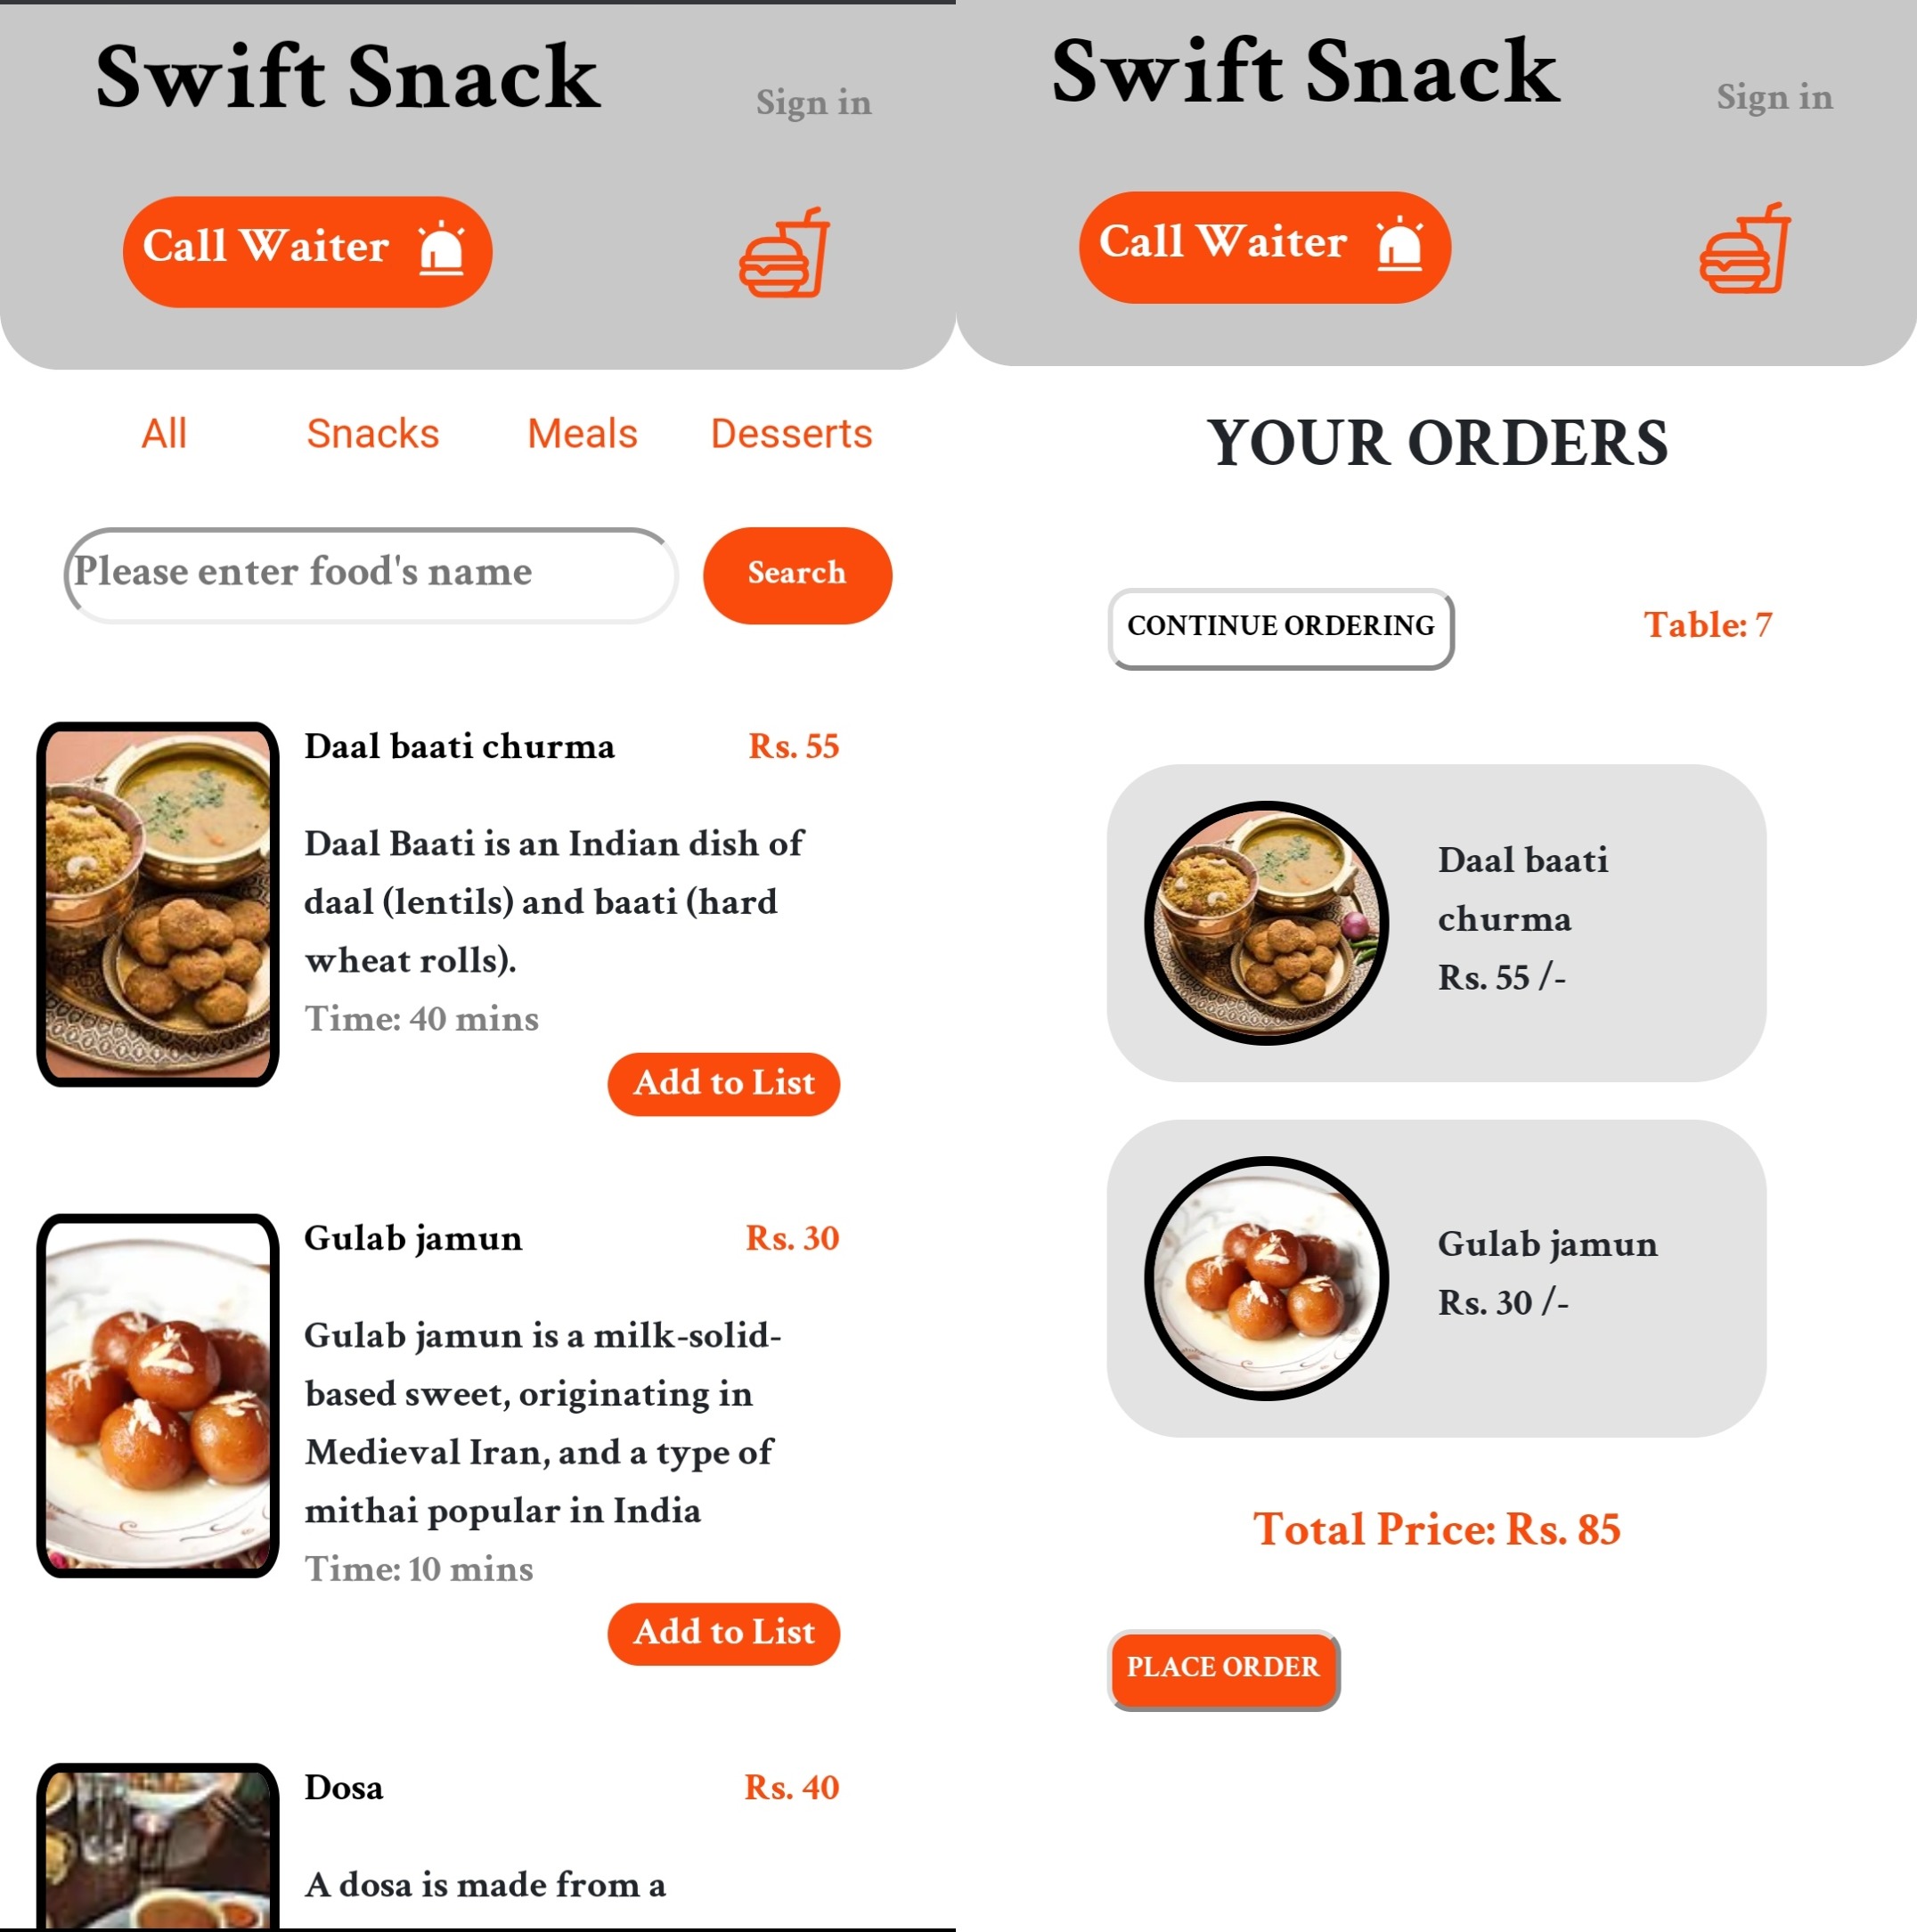 Swift Snack
Sign in
Call Waiter
All Snacks Meals Desserts
Please enter food's name
Search
Daal baati churma Rs. 55
Daal Baati is an Indian dish of
daal (lentils) and baati (hard
wheat rolls).
Time: 40 mins
Add to List
Gulab jamun Rs. 30
Gulab jamun is a milk-solid-
based sweet, originating in
Medieval Iran, and a type of
mithai popular in India
Time: 10 mins
Add to List
Dosa Rs. 40
A dosa is made from a
Swift Snack
Sign in
Call Waiter
YOUR ORDERS
CONTINUE ORDERING
Table: 7
Daal baati
churma
Rs. 55 /-
Gulab jamun
Rs. 30 /-
Total Price: Rs. 85
PLACE ORDER